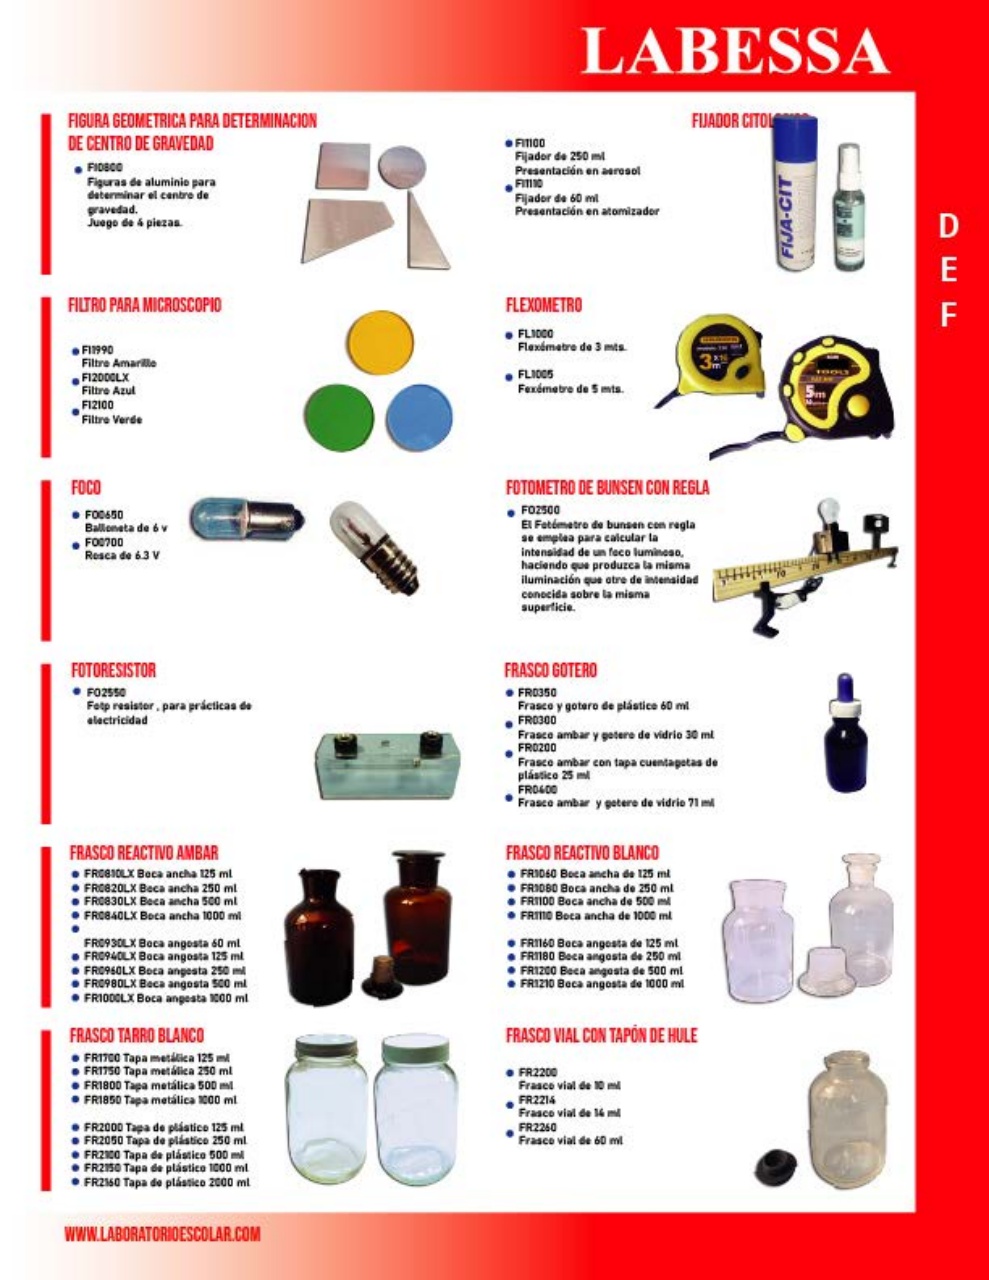 LABESSA
D
E
F
FIGURA GEOMETRICA PARA DETERMINACION
DE CENTRO DE GRAVEDAD
FI0800
Figuras de aluminio para
determinar el centro de
gravedad.
Juego de 4 piezas.
FIJADOR
FI1100
Fijador de 250 ml
Presentación en aerosol
FI1110
Fijador de 60 ml
Presentación en atomizador
FIJA-CIT
FILTRO PARA MICROSCOPIO
FI1990
Filtro Amarillo
FI2000LX
Filtro Azul
FI2100
Filtro Verde
FLEXOMETRO
FL1000
Flexómetro de 3 mts.
FL1005
Fexómetro de 5 mts.
3m
TOOLS
5m
FOCO
FO0650
Balloneta de 6 v
FO0700
Rosca de 6.3 V
FOTOMETRO DE BUNSEN CON REGLA
FO2500
El Fotómetro de bunsen con regla
se emplea para calcular la
intensidad de un foco luminoso,
haciendo que produzca la misma
iluminación que otro de intensidad
conocida sobre la misma
superficie.
FOTORESISTOR
FO2550
Fotp resistor , para prácticas de
electricidad
FRASCO GOTERO
FR0350
Frasco y gotero de plástico 60 ml
FR0300
Frasco ambar y gotero de vidrio 30 ml
FR0200
Frasco ambar con tapa cuentagotas de
plástico 25 ml
FR0400
Frasco ambar y gotero de vidrio 71 ml
FRASCO REACTIVO AMBAR
FR0810LX Boca ancha 125 ml
FR0820LX Boca ancha 250 ml
FR0830LX Boca ancha 500 ml
FR0840LX Boca ancha 1000 ml
FR0930LX Boca angosta 60 ml
FR0940LX Boca angosta 125 ml
FR0960LX Boca angosta 250 ml
FR0980LX Boca angosta 500 ml
FR1000LX Boca angosta 1000 ml
FRASCO REACTIVO BLANCO
FR1060 Boca ancha de 125 ml
FR1080 Boca ancha de 250 ml
FR1100 Boca ancha de 500 ml
FR1110 Boca ancha de 1000 ml
FR1160 Boca angosta de 125 ml
FR1180 Boca angosta de 250 ml
FR1200 Boca angosta de 500 ml
FR1210 Boca angosta de 1000 ml
FRASCO TARRO BLANCO
FR1700 Tapa metálica 125 ml
FR1750 Tapa metálica 250 ml
FR1800 Tapa metálica 500 ml
FR1850 Tapa metálica 1000 ml
FR2000 Tapa de plástico 125 ml
FR2050 Tapa de plástico 250 ml
FR2100 Tapa de plástico 500 ml
FR2150 Tapa de plástico 1000 ml
FR2160 Tapa de plástico 2000 ml
FRASCO VIAL CON TAPÓN DE HULE
FR2200
Frasco vial de 10 ml
FR2214
Frasco vial de 14 ml
FR2260
Frasco vial de 60 ml
WWW.LABORATORIOESCOLAR.COM